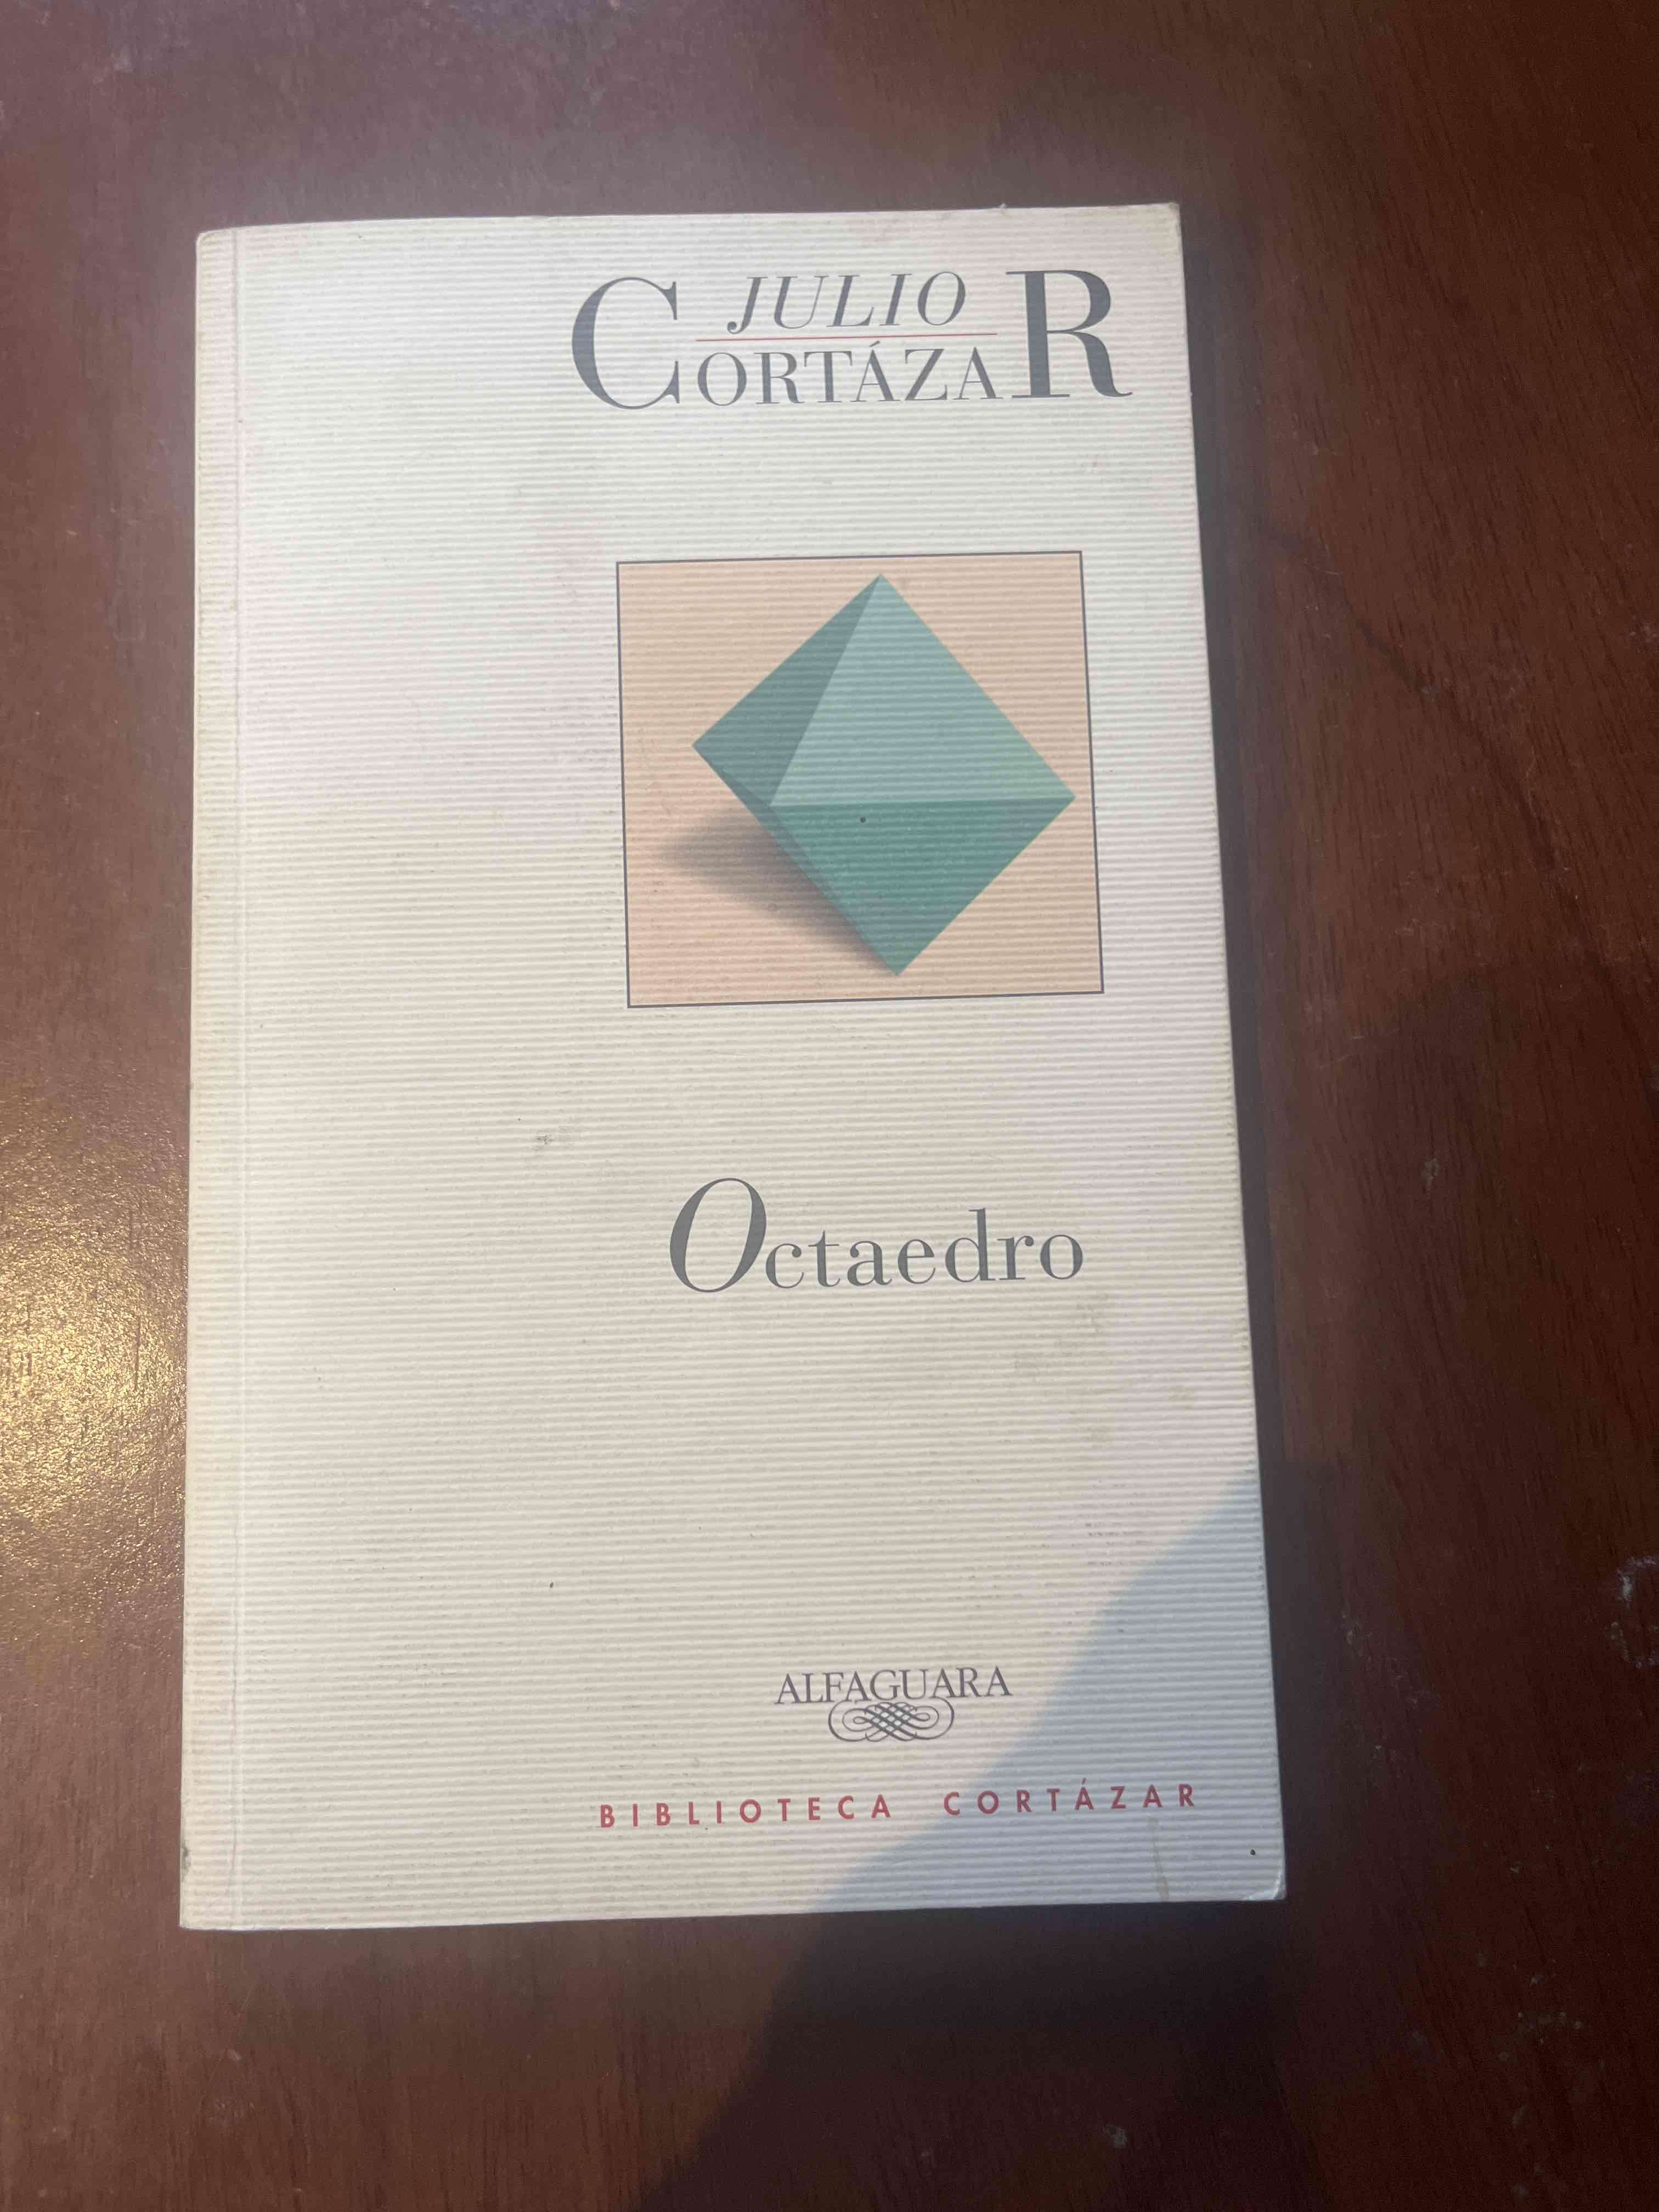 JULIO
CORTÁZAR
Octaedro
ALFAGUARA
BIBLIOTECA CORTÁZAR